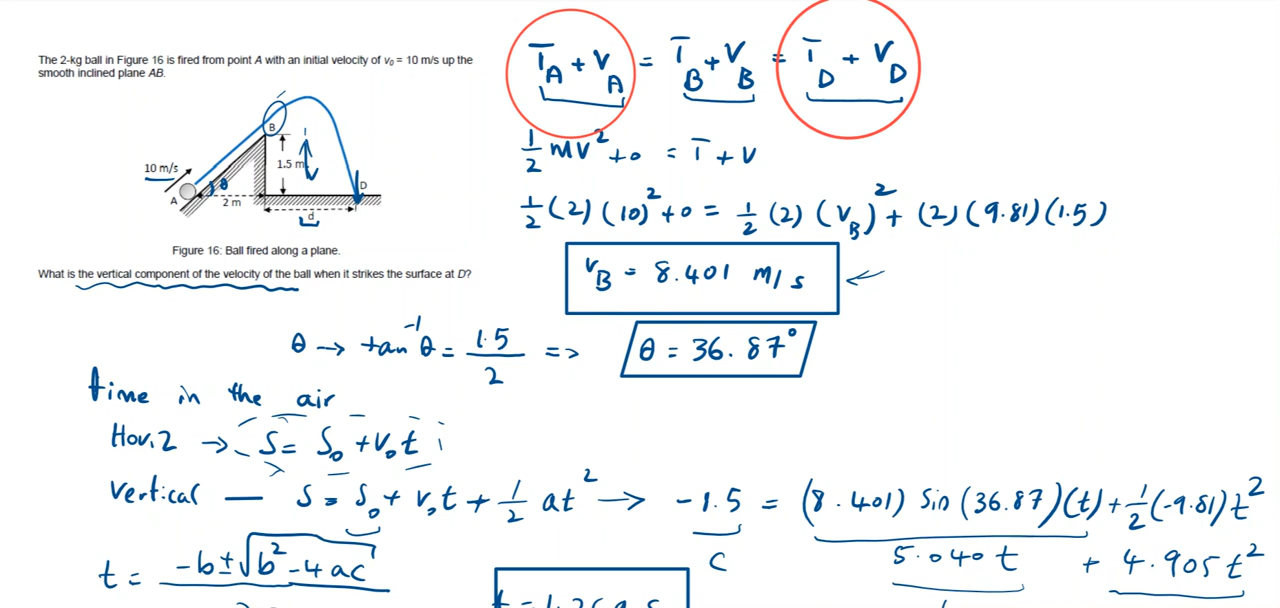 The 2-kg ball in Figure 16 is fired from point A with an initial velocity of v₀ = 10 m/s up the
smooth inclined plane AB.
B
10 m/s
1.5 m
θ
A
2 m
D
d
Figure 16: Ball fired along a plane.
What is the vertical component of the velocity of the ball when it strikes the surface at D?
T_A + V_A = T_B + V_B = T_D + V_D
1/2 MV² + 0 = T + V
1/2 (2) (10)² + 0 = 1/2 (2) (V_B)² + (2)(9.81)(1.5)
V_B = 8.401 m/s ←
θ → tan⁻¹ θ = 1.5/2 => θ = 36.87°
time in the air
Hori2 → S = S₀ + V₀t
Vertical — S = S₀ + V₀t + 1/2 at² → -1.5 = (8.401) Sin (36.87)(t) + 1/2 (-9.81) t²
C
5.040 t + 4.905 t²
t = -b ± √b² - 4ac